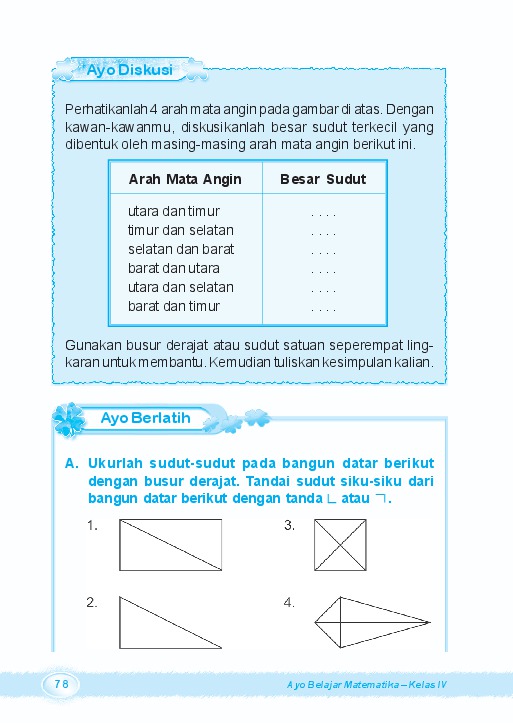 Ayo Diskusi
Perhatikanlah 4 arah mata angin pada gambar di atas. Dengan
kawan-kawanmu, diskusikanlah besar sudut terkecil yang
dibentuk oleh masing-masing arah mata angin berikut ini.
Arah Mata Angin Besar Sudut
utara dan timur . . . .
timur dan selatan . . . .
selatan dan barat . . . .
barat dan utara . . . .
utara dan selatan . . . .
barat dan timur . . . .
Gunakan busur derajat atau sudut satuan seperempat ling-
karan untuk membantu. Kemudian tuliskan kesimpulan kalian.
Ayo Berlatih
A. Ukurlah sudut-sudut pada bangun datar berikut
dengan busur derajat. Tandai sudut siku-siku dari
bangun datar berikut dengan tanda ∟ atau ㄱ.
1. 3.
2. 4.
78 Ayo Belajar Matematika – Kelas IV